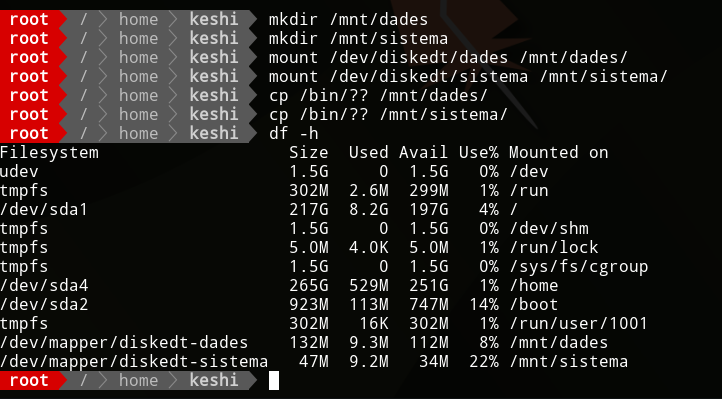 root / home keshi mkdir /mnt/dades
root / home keshi mkdir /mnt/sistema
root / home keshi mount /dev/diskedt/dades /mnt/dades/
root / home keshi mount /dev/diskedt/sistema /mnt/sistema/
root / home keshi cp /bin/?? /mnt/dades/
root / home keshi cp /bin/?? /mnt/sistema/
root / home keshi df -h
Filesystem Size Used Avail Use% Mounted on
udev 1.5G 0 1.5G 0% /dev
tmpfs 302M 2.6M 299M 1% /run
/dev/sda1 217G 8.2G 197G 4% /
tmpfs 1.5G 0 1.5G 0% /dev/shm
tmpfs 5.0M 4.0K 5.0M 1% /run/lock
tmpfs 1.5G 0 1.5G 0% /sys/fs/cgroup
/dev/sda4 265G 529M 251G 1% /home
/dev/sda2 923M 113M 747M 14% /boot
tmpfs 302M 16K 302M 1% /run/user/1001
/dev/mapper/diskedt-dades 132M 9.3M 112M 8% /mnt/dades
/dev/mapper/diskedt-sistema 47M 9.2M 34M 22% /mnt/sistema
root / home keshi